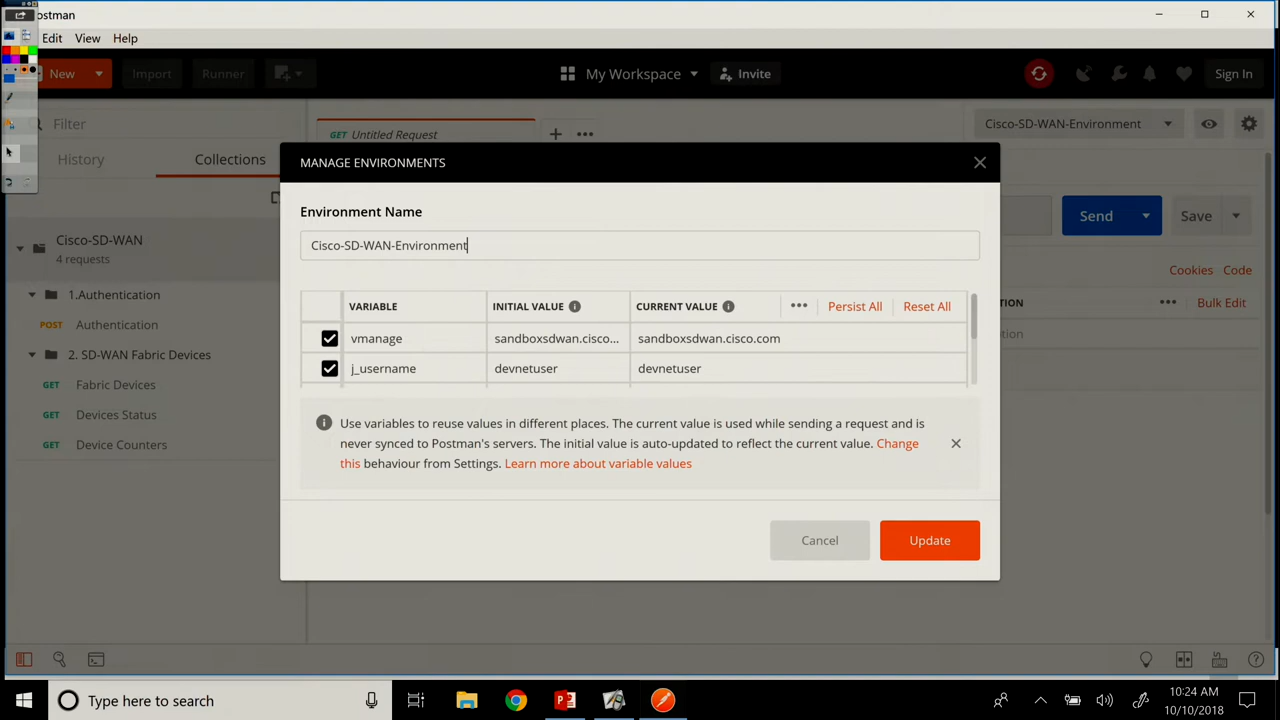 ostman
Edit View Help
New Import Runner My Workspace Invite Sign In
Filter
History Collections
GET Untitled Request
Cisco-SD-WAN-Environment
Send Save
Cookies Code
Bulk Edit
Cisco-SD-WAN
4 requests
1.Authentication
POST Authentication
2. SD-WAN Fabric Devices
GET Fabric Devices
GET Devices Status
GET Device Counters
MANAGE ENVIRONMENTS
Environment Name
Cisco-SD-WAN-Environment
VARIABLE INITIAL VALUE CURRENT VALUE Persist All Reset All
vmanage sandboxsdwan.cisco... sandboxsdwan.cisco.com
j_username devnetuser devnetuser
Use variables to reuse values in different places. The current value is used while sending a request and is
never synced to Postman's servers. The initial value is auto-updated to reflect the current value. Change
this behaviour from Settings. Learn more about variable values
Cancel Update
Type here to search
10:24 AM
10/10/2018